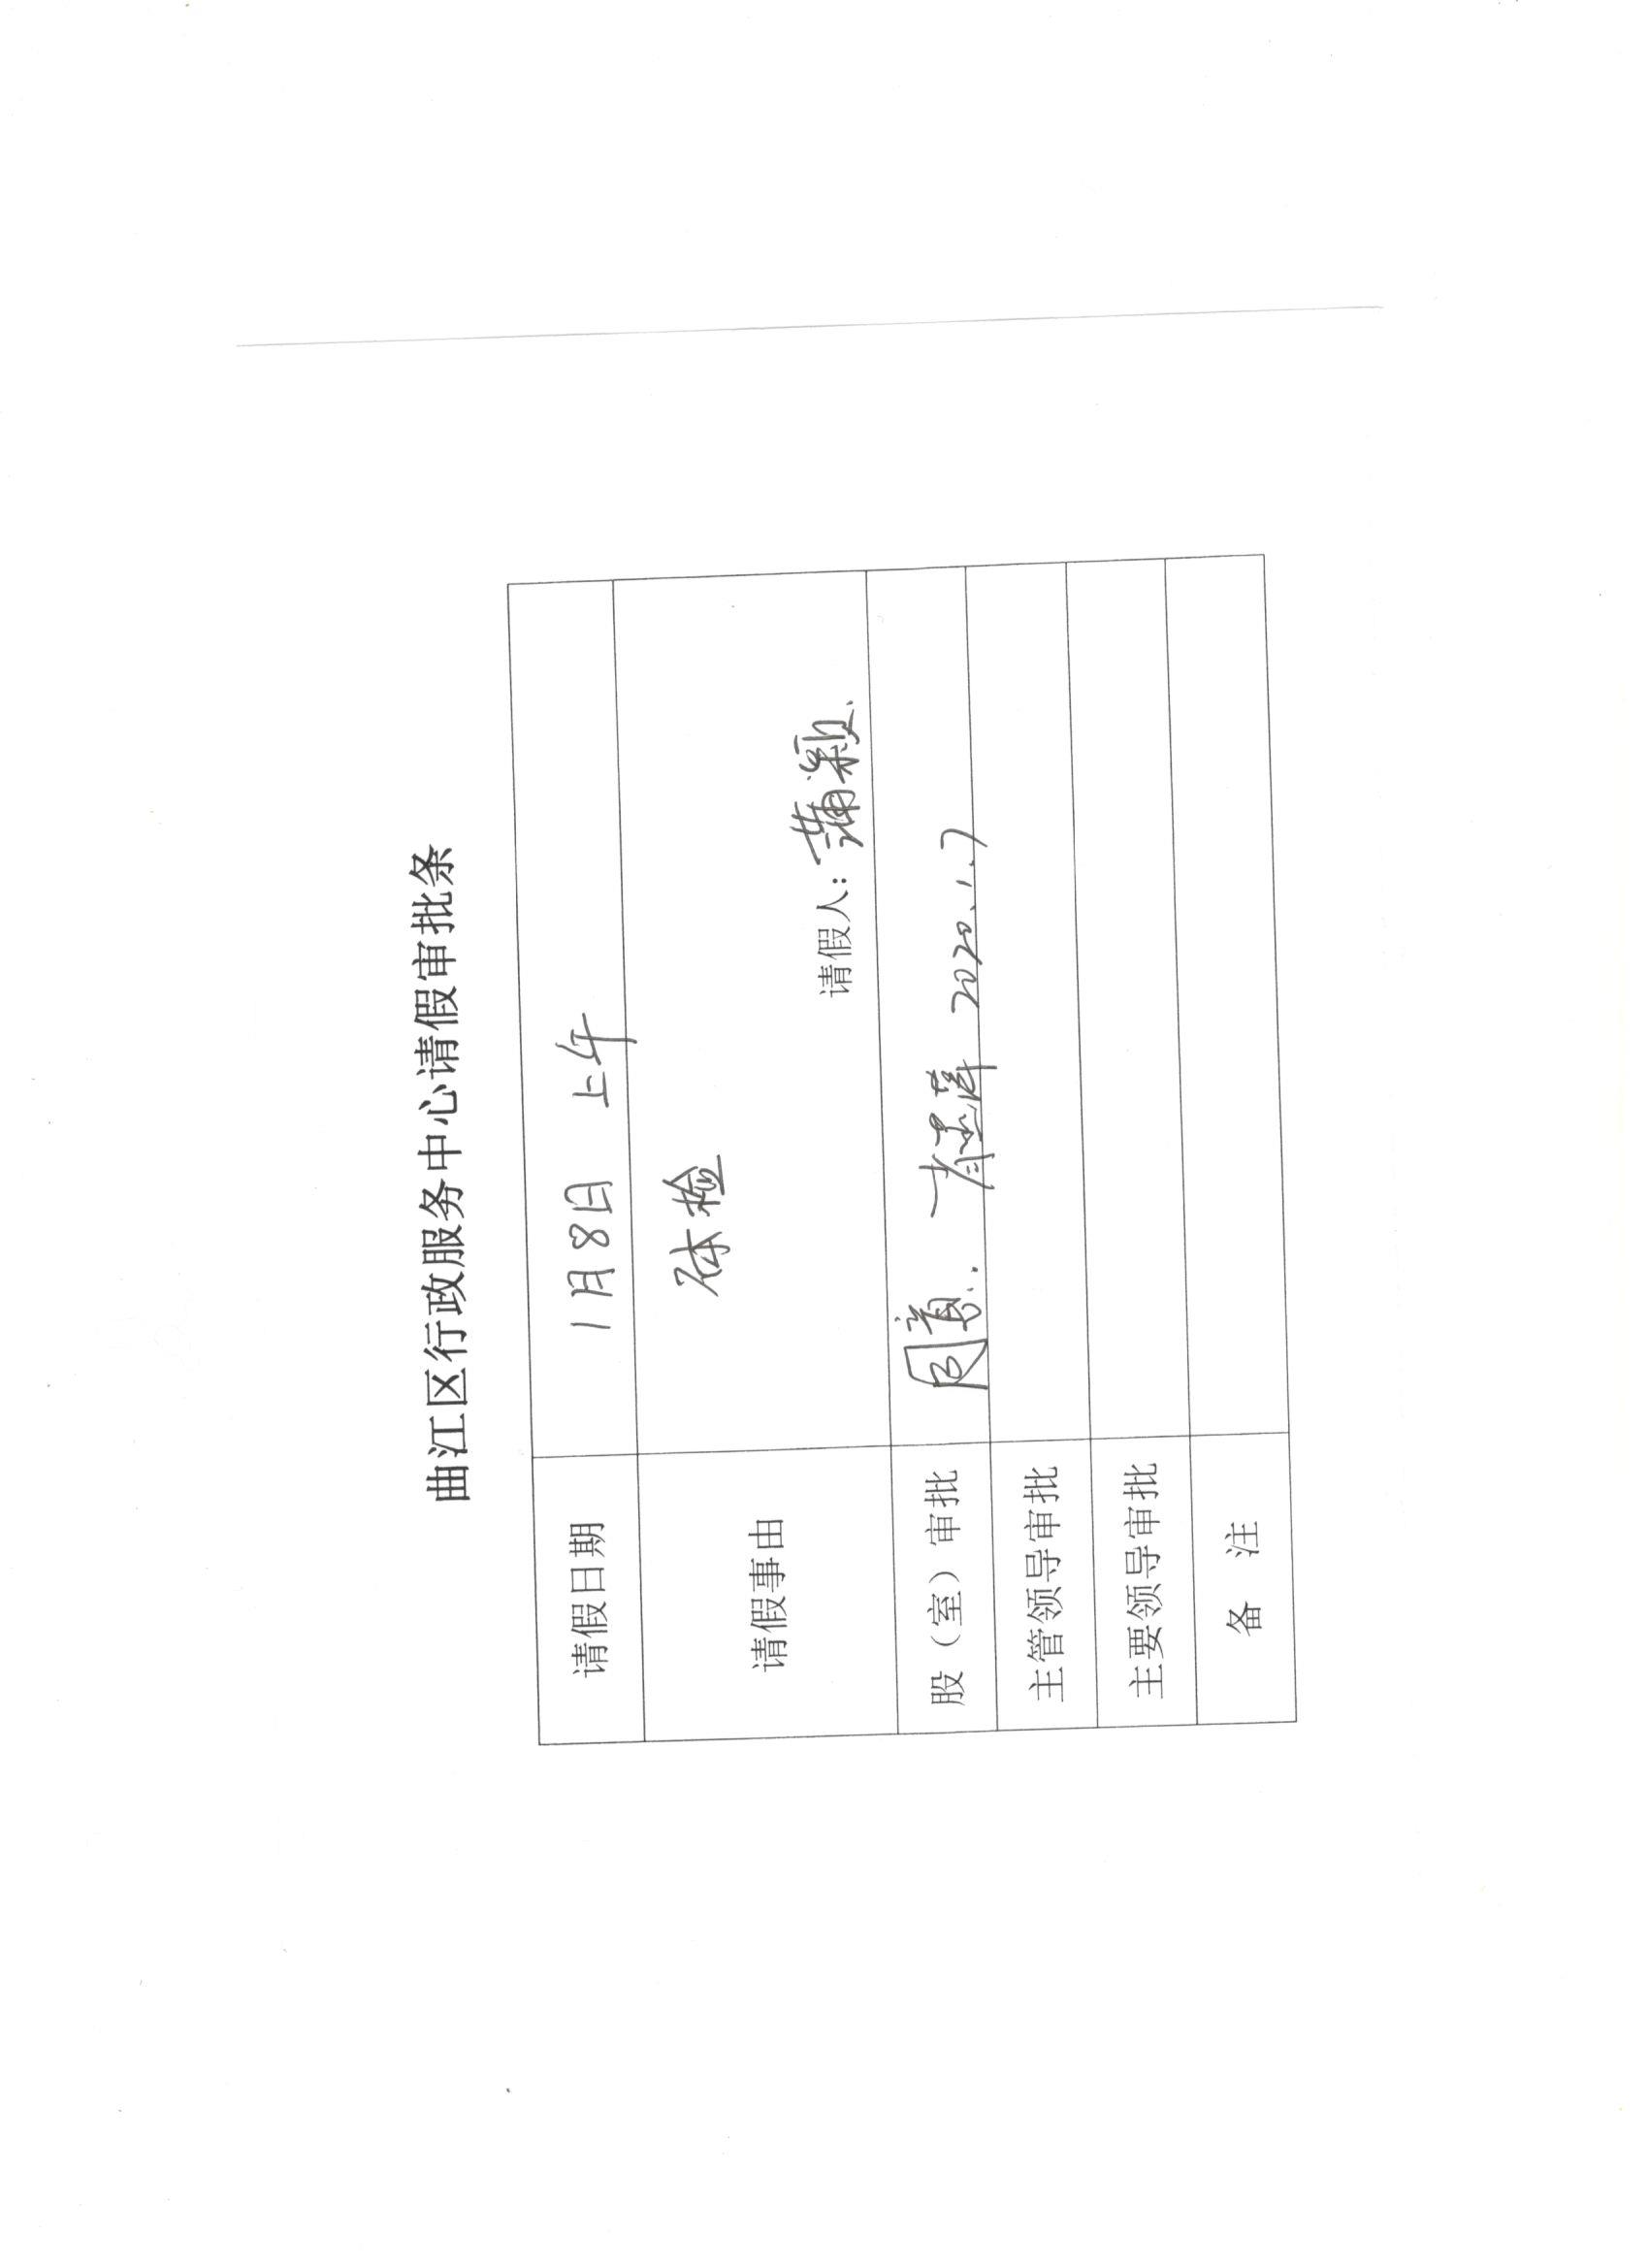 曲江区行政服务中心请假审批条
请假日期 1月8日 上午
请假事由 体检
请假人：蒲颖
股（室）审批 同意. 2020.1.7
主管领导审批
主要领导审批
备 注